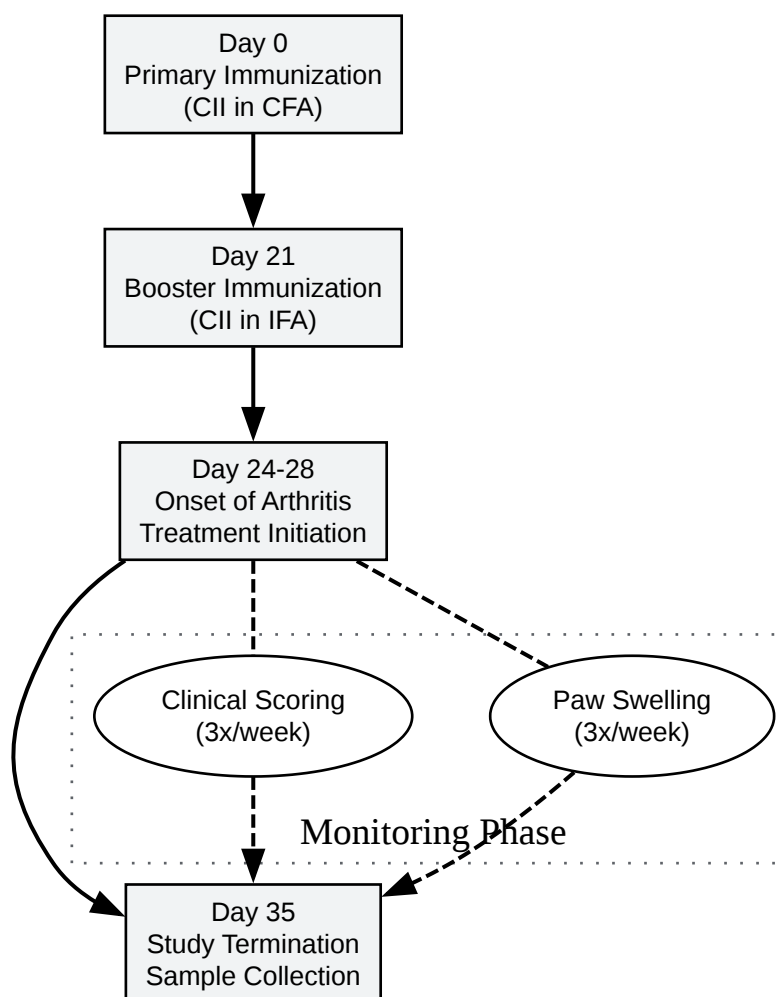 Day 0
Primary Immunization
(CII in CFA)
Day 21
Booster Immunization
(CII in IFA)
Day 24-28
Onset of Arthritis
Treatment Initiation
Clinical Scoring
(3x/week)
Paw Swelling
(3x/week)
Monitoring Phase
Day 35
Study Termination
Sample Collection